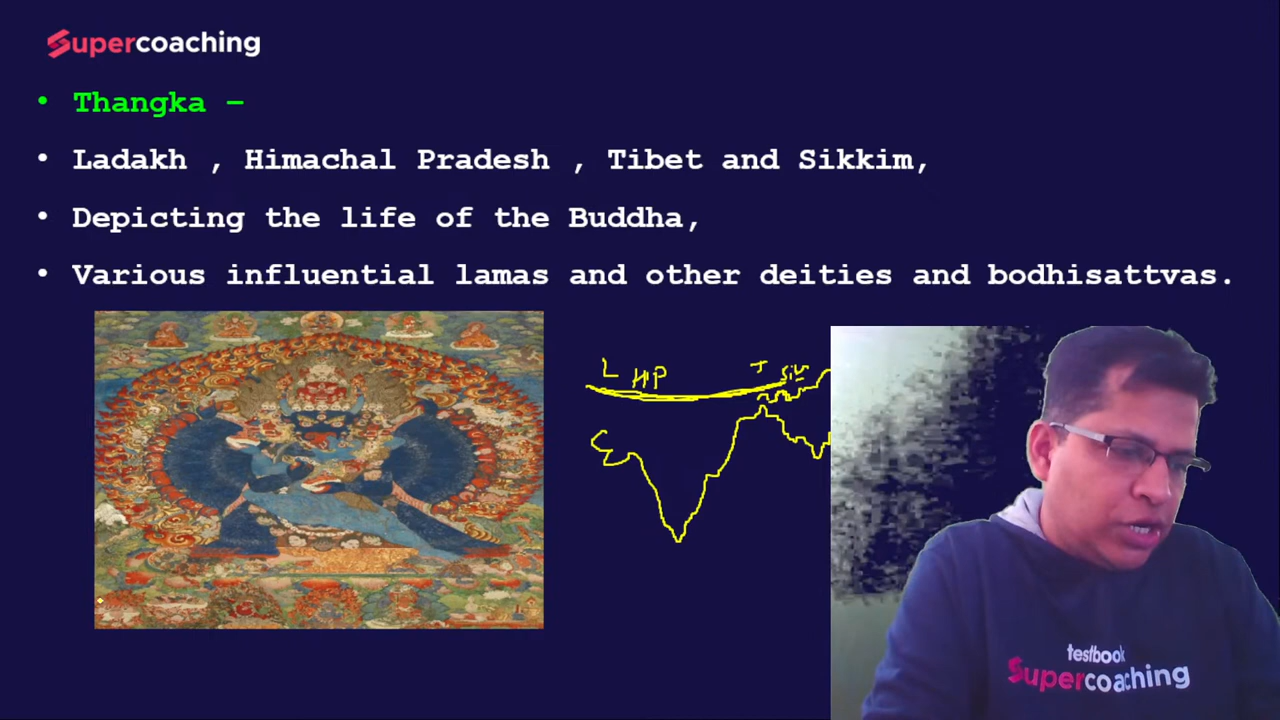 Supercoaching
• Thangka –
• Ladakh , Himachal Pradesh , Tibet and Sikkim,
• Depicting the life of the Buddha,
• Various influential lamas and other deities and bodhisattvas.
L HP T Sik
testbook
Supercoaching